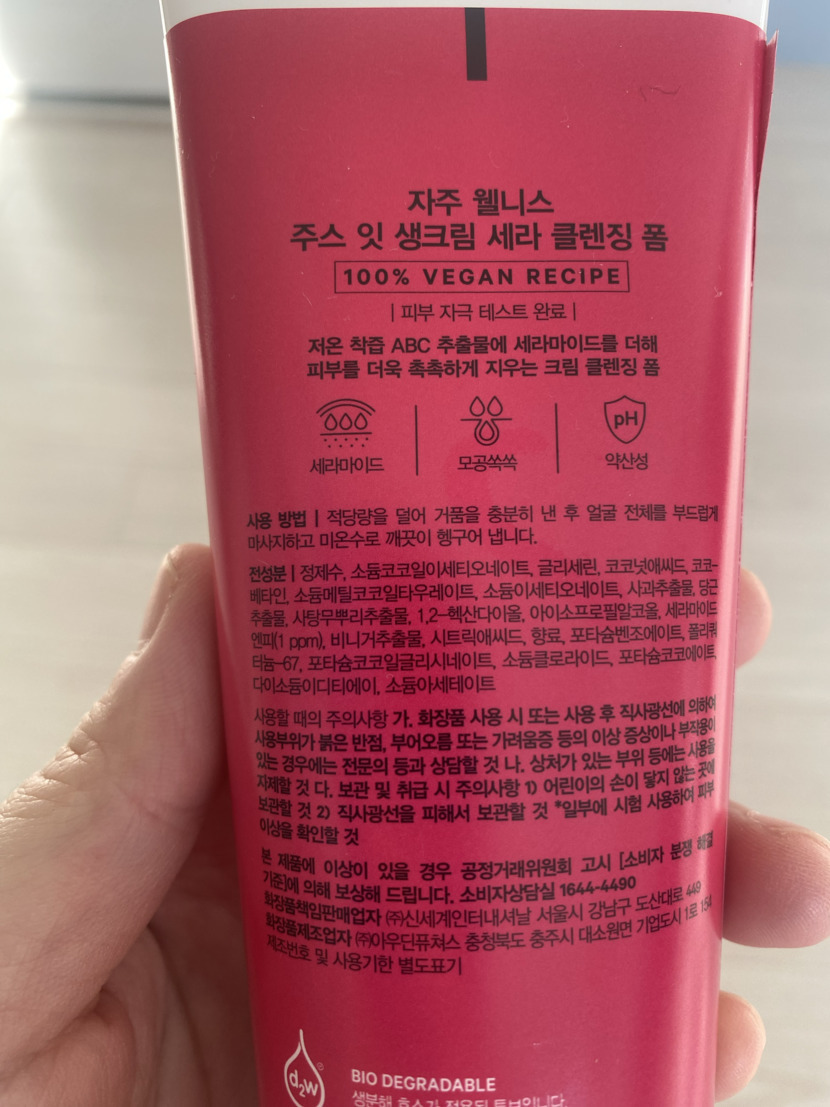 자주 웰니스
주스 잇 생크림 세라 클렌징 폼
100% VEGAN RECIPE
| 피부 자극 테스트 완료 |
저온 착즙 ABC 추출물에 세라마이드를 더해
피부를 더욱 촉촉하게 지우는 크림 클렌징 폼
pH
세라마이드 | 모공쏙쏙 | 약산성
사용 방법 | 적당량을 덜어 거품을 충분히 낸 후 얼굴 전체를 부드럽게
마사지하고 미온수로 깨끗이 헹구어 냅니다.
전성분 | 정제수, 소듐코코일이세티오네이트, 글리세린, 코코넛애씨드, 코코-
베타인, 소듐메틸코코일타우레이트, 소듐이세티오네이트, 사과추출물, 당근
추출물, 사탕무뿌리추출물, 1,2-헥산다이올, 아이소프로필알코올, 세라마이드
엔피(1 ppm), 비니거추출물, 시트릭애씨드, 향료, 포타슘벤조에이트, 폴리쿼
터늄-67, 포타슘코코일글리시네이트, 소듐클로라이드, 포타슘코코에이트,
다이소듐이디티에이, 소듐아세테이트
사용할 때의 주의사항 가. 화장품 사용 시 또는 사용 후 직사광선에 의하여
사용부위가 붉은 반점, 부어오름 또는 가려움증 등의 이상 증상이나 부작용이
있는 경우에는 전문의 등과 상담할 것 나. 상처가 있는 부위 등에는 사용을
자제할 것 다. 보관 및 취급 시 주의사항 1) 어린이의 손이 닿지 않는 곳에
보관할 것 2) 직사광선을 피해서 보관할 것 *일부에 시험 사용하여 피부
이상을 확인할 것
본 제품에 이상이 있을 경우 공정거래위원회 고시 [소비자 분쟁 해결
기준]에 의해 보상해 드립니다. 소비자상담실 1644-4490
화장품책임판매업자 ㈜신세계인터내셔날 서울시 강남구 도산대로 449
화장품제조업자 ㈜아우딘퓨쳐스 충청북도 충주시 대소원면 기업도시1로 154
제조번호 및 사용기한 별도표기
d2w®
BIO DEGRADABLE
생분해 효소가 적용된 튜브입니다.